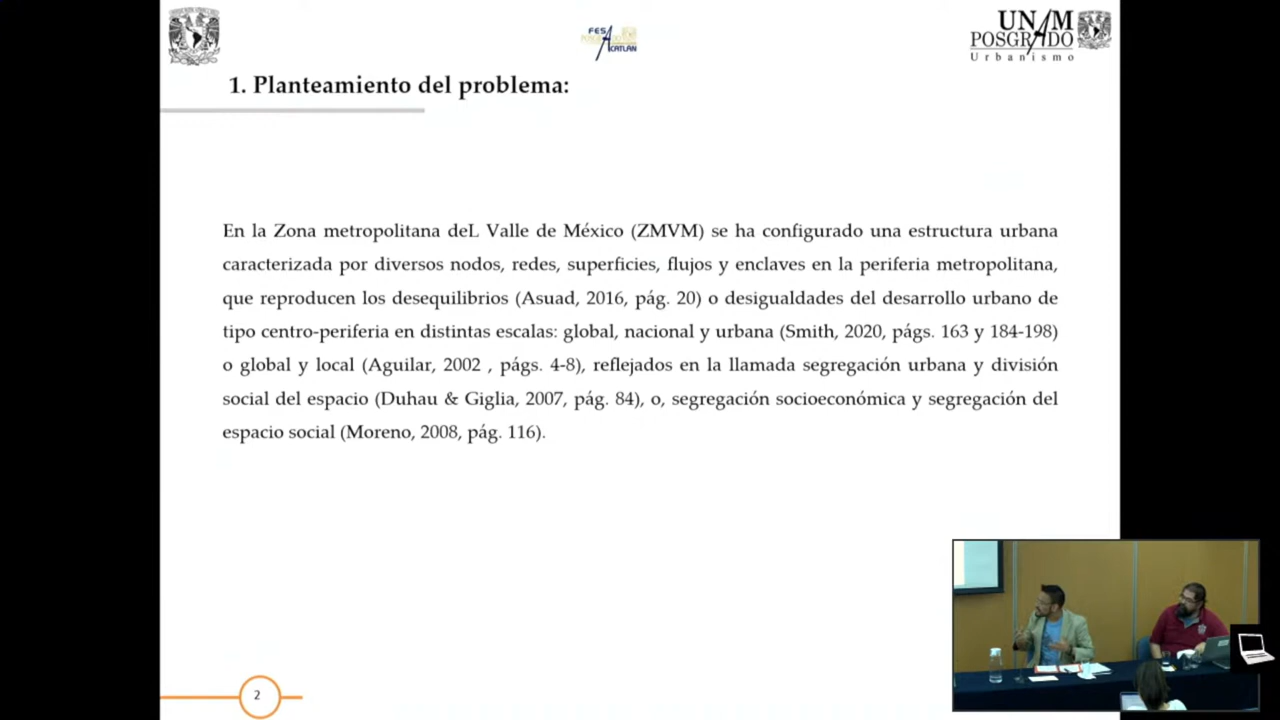 FES
POSGRADO
ACATLÁN
UNAM
POSGRADO
Urbanismo
1. Planteamiento del problema:
En la Zona metropolitana deL Valle de México (ZMVM) se ha configurado una estructura urbana
caracterizada por diversos nodos, redes, superficies, flujos y enclaves en la periferia metropolitana,
que reproducen los desequilibrios (Asuad, 2016, pág. 20) o desigualdades del desarrollo urbano de
tipo centro-periferia en distintas escalas: global, nacional y urbana (Smith, 2020, págs. 163 y 184-198)
o global y local (Aguilar, 2002 , págs. 4-8), reflejados en la llamada segregación urbana y división
social del espacio (Duhau & Giglia, 2007, pág. 84), o, segregación socioeconómica y segregación del
espacio social (Moreno, 2008, pág. 116).
2